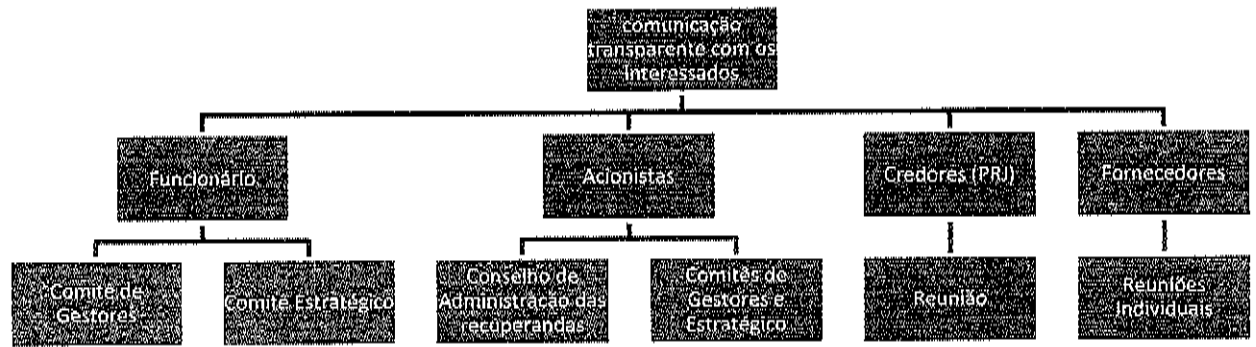 comunicação
transparente com os
Interessados
Funcionário
Acionistas
Credores (PRJ)
Fornecedores
Comitê de
Gestores
Comitê Estratégico
Conselho de
Administração das
recuperandas
Comitês de
Gestores e
Estratégico
Reunião
Reuniões
Individuais